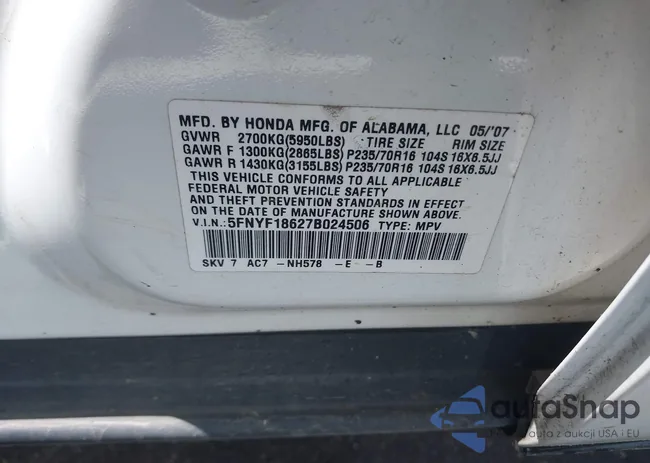 MFD. BY HONDA MFG. OF ALABAMA, LLC 05/'07
GVWR 2700KG(5950LBS) TIRE SIZE RIM SIZE
GAWR F 1300KG(2865LBS) P235/70R16 104S 16X6.5JJ
GAWR R 1430KG(3155LBS) P235/70R16 104S 16X6.5JJ
THIS VEHICLE CONFORMS TO ALL APPLICABLE
FEDERAL MOTOR VEHICLE SAFETY
AND THEFT PREVENTION STANDARDS IN EFFECT
ON THE DATE OF MANUFACTURE SHOWN ABOVE.
V.I.N.: 5FNYF18627B024506 TYPE: MPV
SKV 7 AC7 -NH578 -E -B
autaShap
auta z aukcji USA i EU